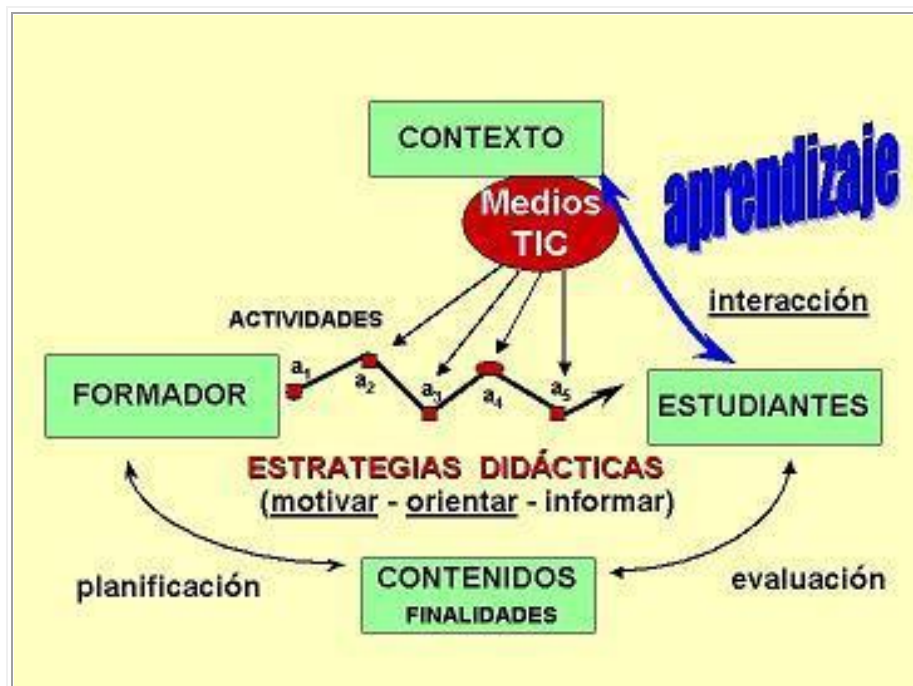 CONTEXTO
aprendizaje
Medios
TIC
interacción
ACTIVIDADES
a1
a2
a3
a4
a5
FORMADOR
ESTUDIANTES
ESTRATEGIAS DIDÁCTICAS
(motivar - orientar - informar)
planificación
CONTENIDOS
FINALIDADES
evaluación